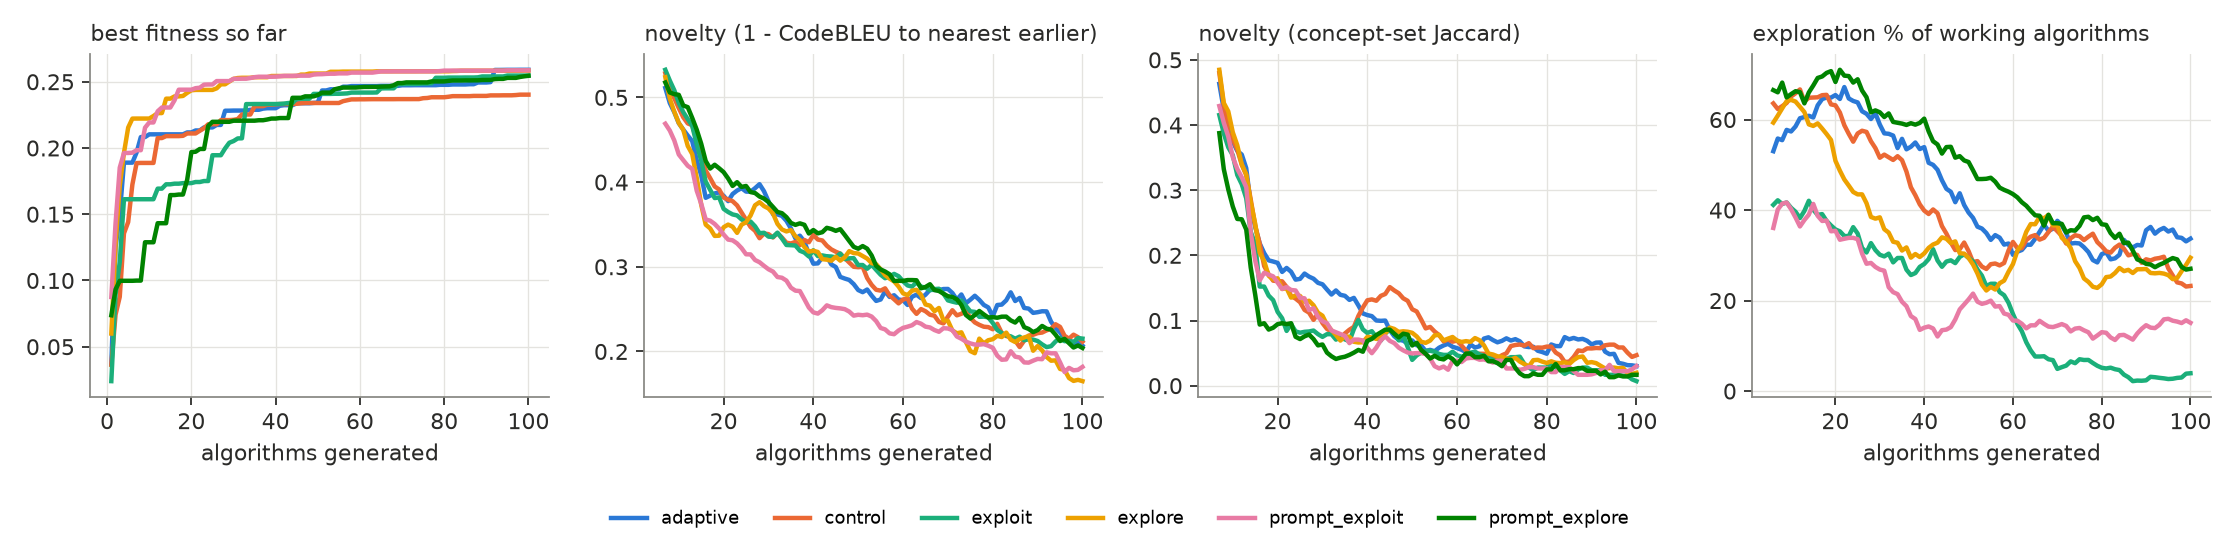 best fitness so far
0.25
0.20
0.15
0.10
0.05
0 20 40 60 80 100
algorithms generated
novelty (1 - CodeBLEU to nearest earlier)
0.5
0.4
0.3
0.2
20 40 60 80 100
algorithms generated
novelty (concept-set Jaccard)
0.5
0.4
0.3
0.2
0.1
0.0
20 40 60 80 100
algorithms generated
exploration % of working algorithms
60
40
20
0
20 40 60 80 100
algorithms generated
adaptive control exploit explore prompt_exploit prompt_explore